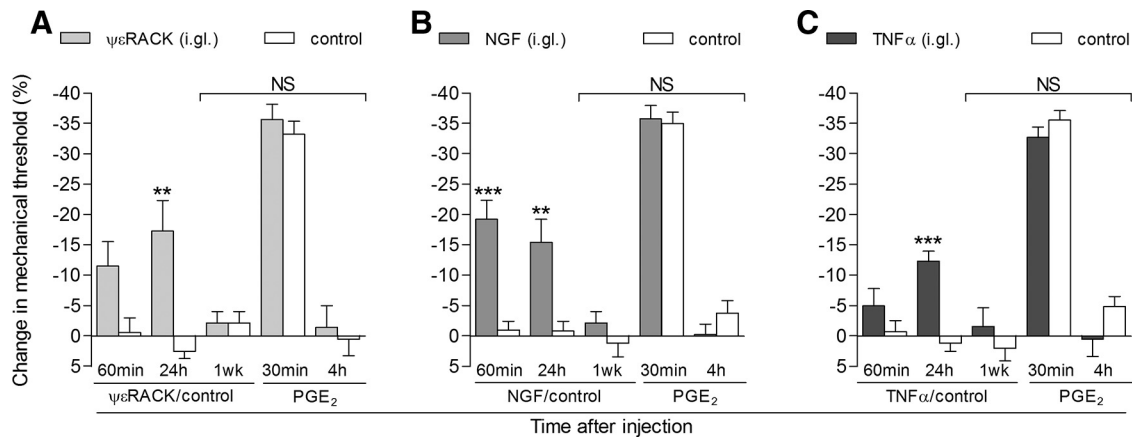 A ψεRACK (i.gl.) control
B NGF (i.gl.) control
C TNFα (i.gl.) control
Change in mechanical threshold (%)
NS
-40
-35
-30
-25
-20
-15
-10
-5
0
5
**
60min 24h 1wk 30min 4h
ψεRACK/control PGE2
NS
-40
-35
-30
-25
-20
-15
-10
-5
0
5
*** **
60min 24h 1wk 30min 4h
NGF/control PGE2
NS
-40
-35
-30
-25
-20
-15
-10
-5
0
5
***
60min 24h 1wk 30min 4h
TNFα/control PGE2
Time after injection